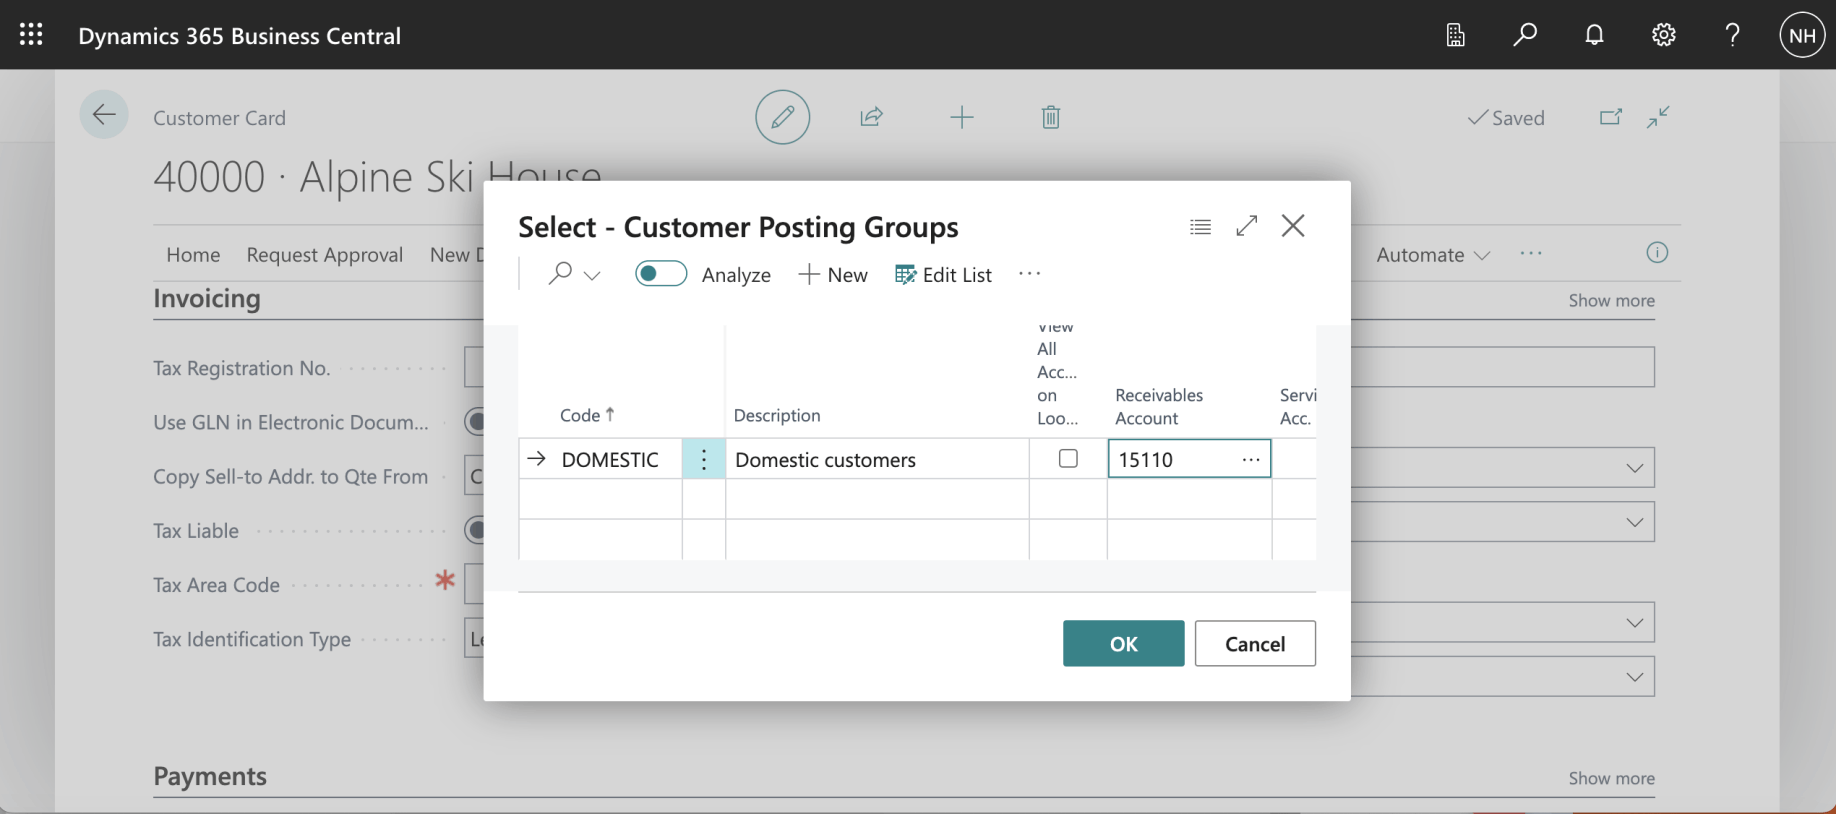 Dynamics 365 Business Central
NH
Customer Card
Saved
40000 · Alpine Ski House
Home
Request Approval
New D
Automate
Invoicing
Show more
Tax Registration No.
Use GLN in Electronic Docum...
Copy Sell-to Addr. to Qte From
C
Tax Liable
Tax Area Code
*
Tax Identification Type
Le
Select - Customer Posting Groups
Analyze
New
Edit List
Code ↑
Description
View
All
Acc...
on
Loo...
Receivables
Account
Servi
Acc.
DOMESTIC
Domestic customers
15110
OK
Cancel
Payments
Show more